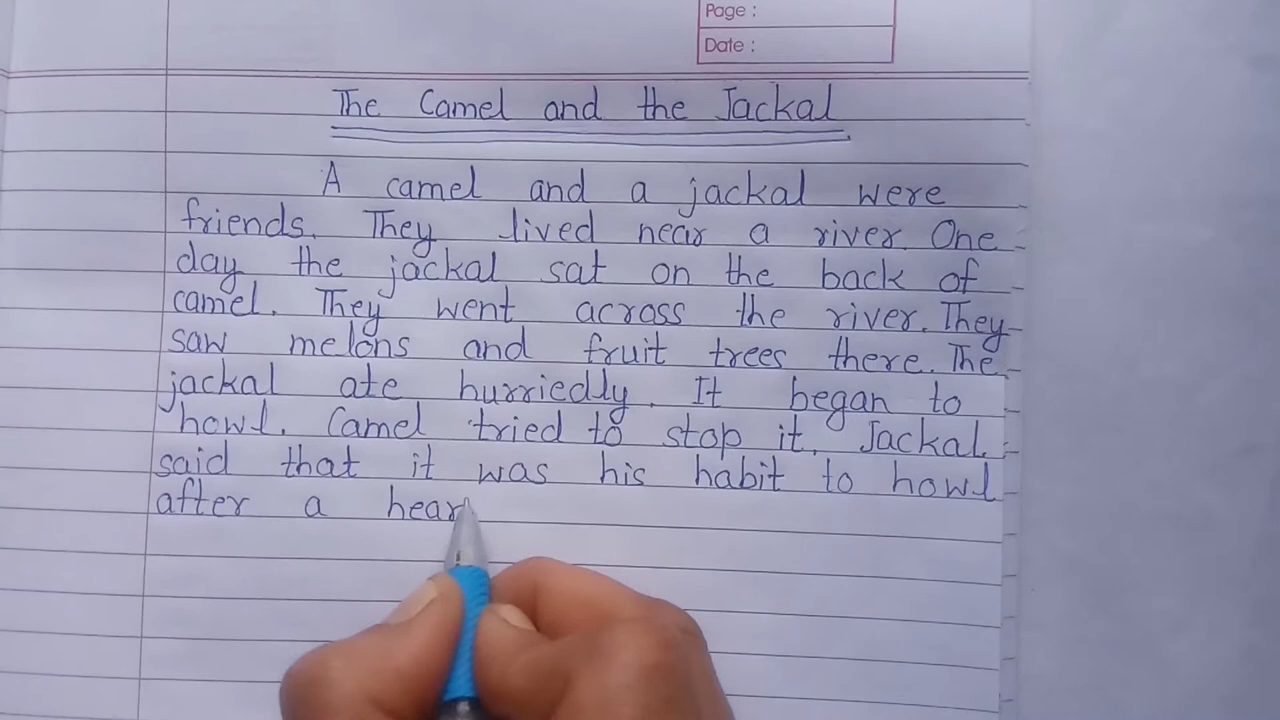 Page :
Date :
The Camel and the Jackal
A camel and a jackal were
friends. They lived near a river. One
day the jackal sat on the back of
camel. They went across the river. They
saw melons and fruit trees there. The
jackal ate hurriedly. It began to
howl. Camel tried to stop it. Jackal
said that it was his habit to howl
after a hear